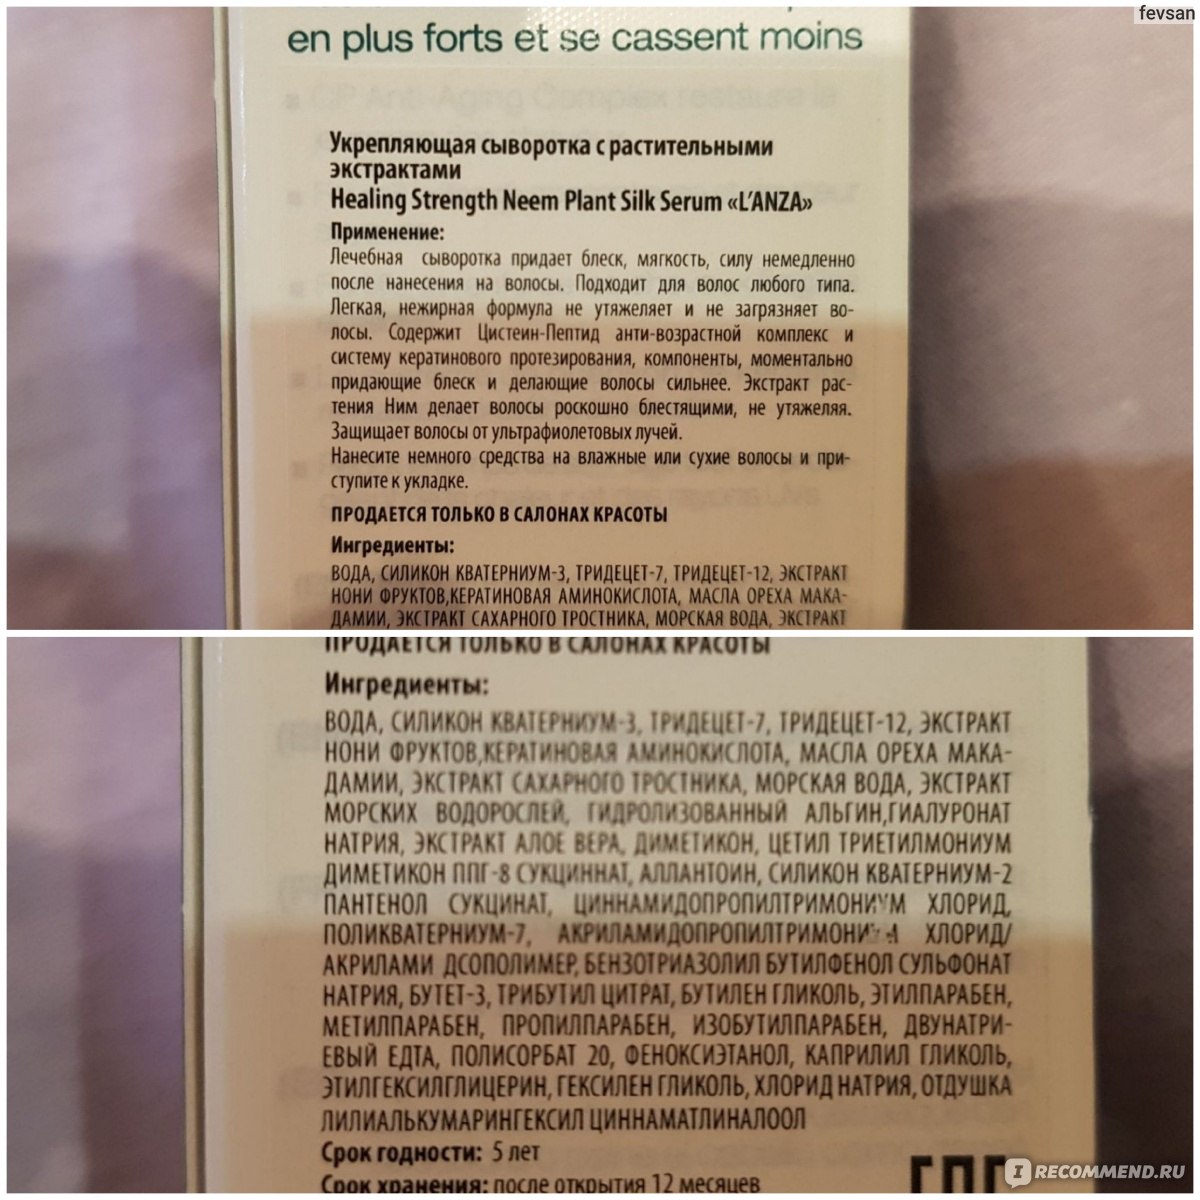 fevsan
en plus forts et se cassent moins
CP Anti-Aging Complex restaure la
Укрепляющая сыворотка с растительными
экстрактами
Healing Strength Neem Plant Silk Serum «L'ANZA»
Применение:
Лечебная сыворотка придает блеск, мягкость, силу немедленно
после нанесения на волосы. Подходит для волос любого типа.
Легкая, нежирная формула не утяжеляет и не загрязняет во-
лосы. Содержит Цистеин-Пептид анти-возрастной комплекс и
систему кератинового протезирования, компоненты, моментально
придающие блеск и делающие волосы сильнее. Экстракт рас-
тения Ним делает волосы роскошно блестящими, не утяжеляя.
Защищает волосы от ультрафиолетовых лучей.
Нанесите немного средства на влажные или сухие волосы и при-
ступите к укладке.
ПРОДАЕТСЯ ТОЛЬКО В САЛОНАХ КРАСОТЫ
Ингредиенты:
ВОДА, СИЛИКОН КВАТЕРНИУМ-3, ТРИДЕЦЕТ-7, ТРИДЕЦЕТ-12, ЭКСТРАКТ
НОНИ ФРУКТОВ,КЕРАТИНОВАЯ АМИНОКИСЛОТА, МАСЛА ОРЕХА МАКА-
ДАМИИ, ЭКСТРАКТ САХАРНОГО ТРОСТНИКА, МОРСКАЯ ВОДА, ЭКСТРАКТ
ПРОДАЕТСЯ ТОЛЬКО В САЛОНАХ КРАСОТЫ
Ингредиенты:
ВОДА, СИЛИКОН КВАТЕРНИУМ-3, ТРИДЕЦЕТ-7, ТРИДЕЦЕТ-12, ЭКСТРАКТ
НОНИ ФРУКТОВ,КЕРАТИНОВАЯ АМИНОКИСЛОТА, МАСЛА ОРЕХА МАКА-
ДАМИИ, ЭКСТРАКТ САХАРНОГО ТРОСТНИКА, МОРСКАЯ ВОДА, ЭКСТРАКТ
МОРСКИХ ВОДОРОСЛЕЙ, ГИДРОЛИЗОВАННЫЙ АЛЬГИН,ГИАЛУРОНАТ
НАТРИЯ, ЭКСТРАКТ АЛОЕ ВЕРА, ДИМЕТИКОН, ЦЕТИЛ ТРИЕТИЛМОНИУМ
ДИМЕТИКОН ППГ-8 СУКЦИННАТ, АЛЛАНТОИН, СИЛИКОН КВАТЕРНИУМ-2
ПАНТЕНОЛ СУКЦИНАТ, ЦИННАМИДОПРОПИЛТРИМОНИУМ ХЛОРИД,
ПОЛИКВАТЕРНИУМ-7, ХЛОРИД/
АКРИЛАМИ ДСОПОЛИМЕР, БЕНЗОТРИАЗОЛИЛ БУТИЛФЕНОЛ СУЛЬФОНАТ
НАТРИЯ, БУТЕТ-3, ТРИБУТИЛ ЦИТРАТ, БУТИЛЕН ГЛИКОЛЬ, ЭТИЛПАРАБЕН,
МЕТИЛПАРАБЕН, ПРОПИЛПАРАБЕН, ИЗОБУТИЛПАРАБЕН, ДВУНАТРИ-
ЕВЫЙ ЕДТА, ПОЛИСОРБАТ 20, ФЕНОКСИЭТАНОЛ, КАПРИЛИЛ ГЛИКОЛЬ,
ЭТИЛГЕКСИЛГЛИЦЕРИН, ГЕКСИЛЕН ГЛИКОЛЬ, ХЛОРИД НАТРИЯ, ОТДУШКА
ЛИЛИАЛЬКУМАРИНГЕКСИЛ ЦИННАМАТЛИНАЛООЛ
Срок годности: 5 лет
Срок хранения: после открытия 12 месяцев
I RECOMMEND.RU